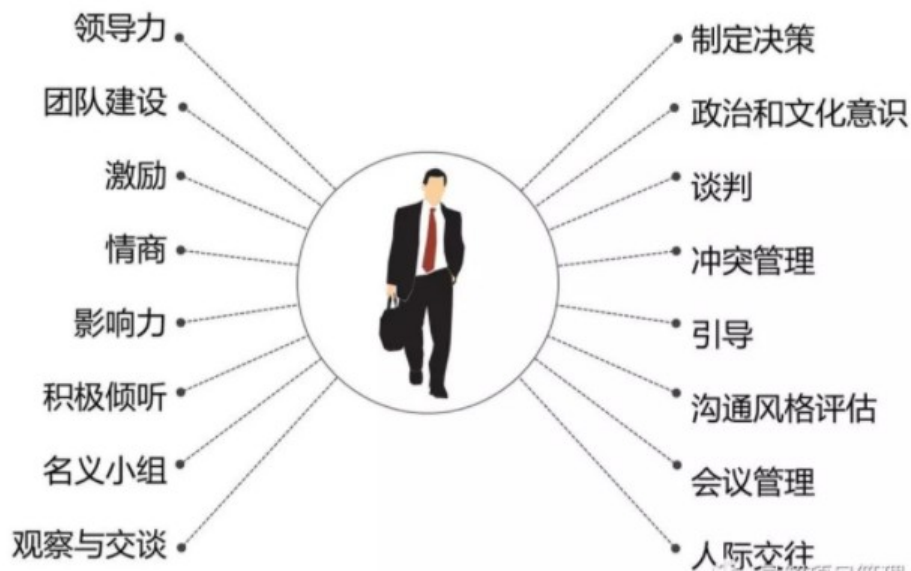 领导力
团队建设
激励
情商
影响力
积极倾听
名义小组
观察与交谈
制定决策
政治和文化意识
谈判
冲突管理
引导
沟通风格评估
会议管理
人际交往